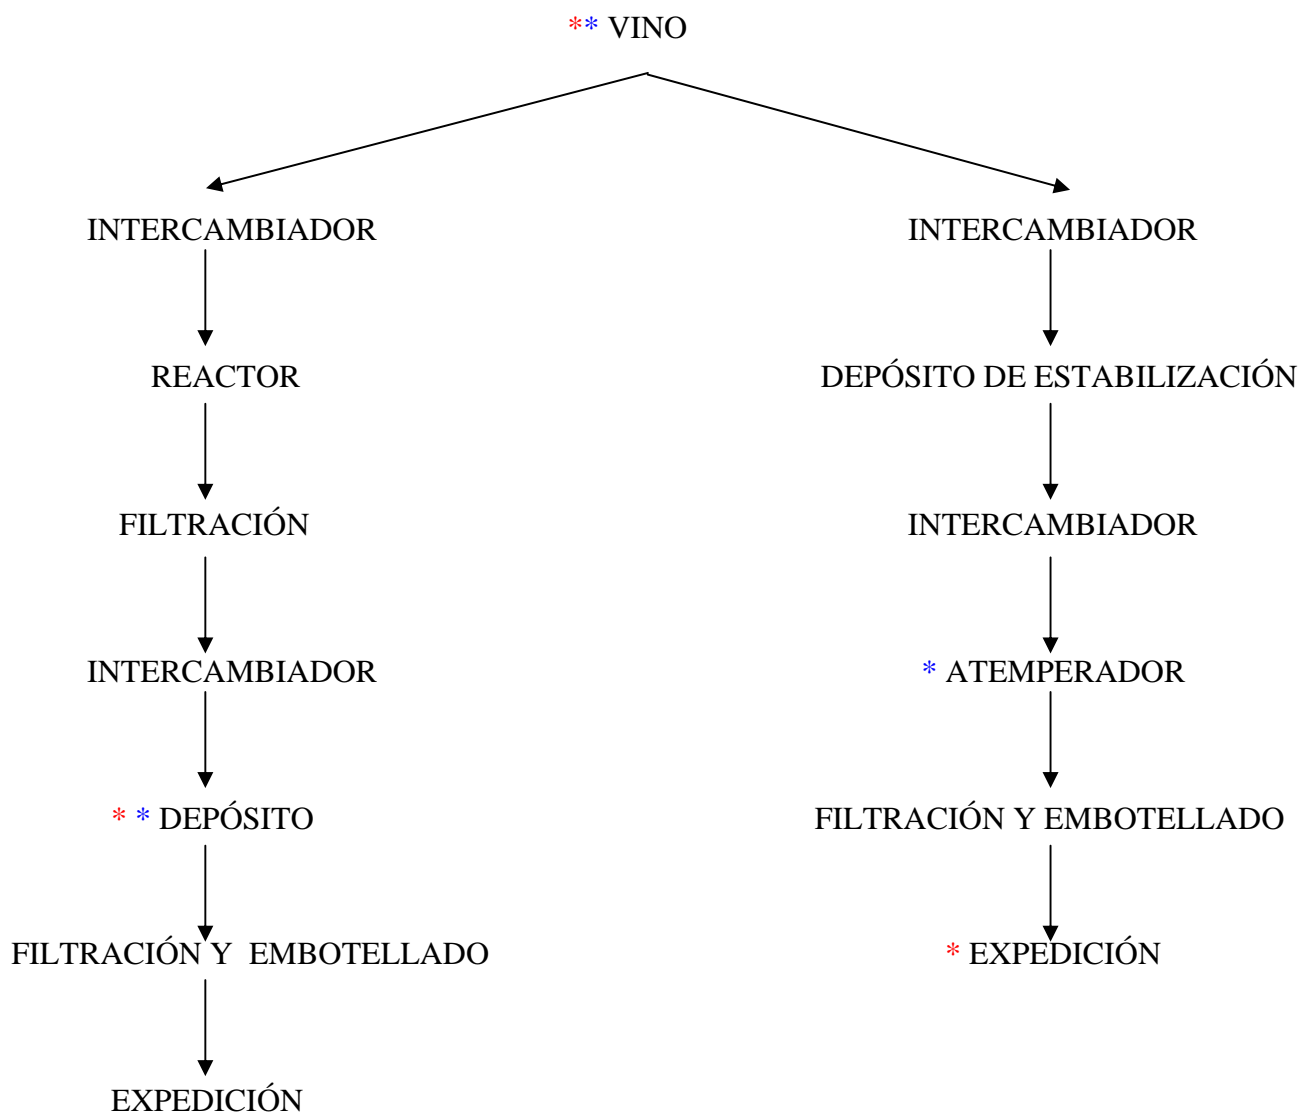 ** VINO
INTERCAMBIADOR
INTERCAMBIADOR
REACTOR
DEPÓSITO DE ESTABILIZACIÓN
FILTRACIÓN
INTERCAMBIADOR
INTERCAMBIADOR
* ATEMPERADOR
* * DEPÓSITO
FILTRACIÓN Y EMBOTELLADO
FILTRACIÓN Y EMBOTELLADO
* EXPEDICIÓN
EXPEDICIÓN